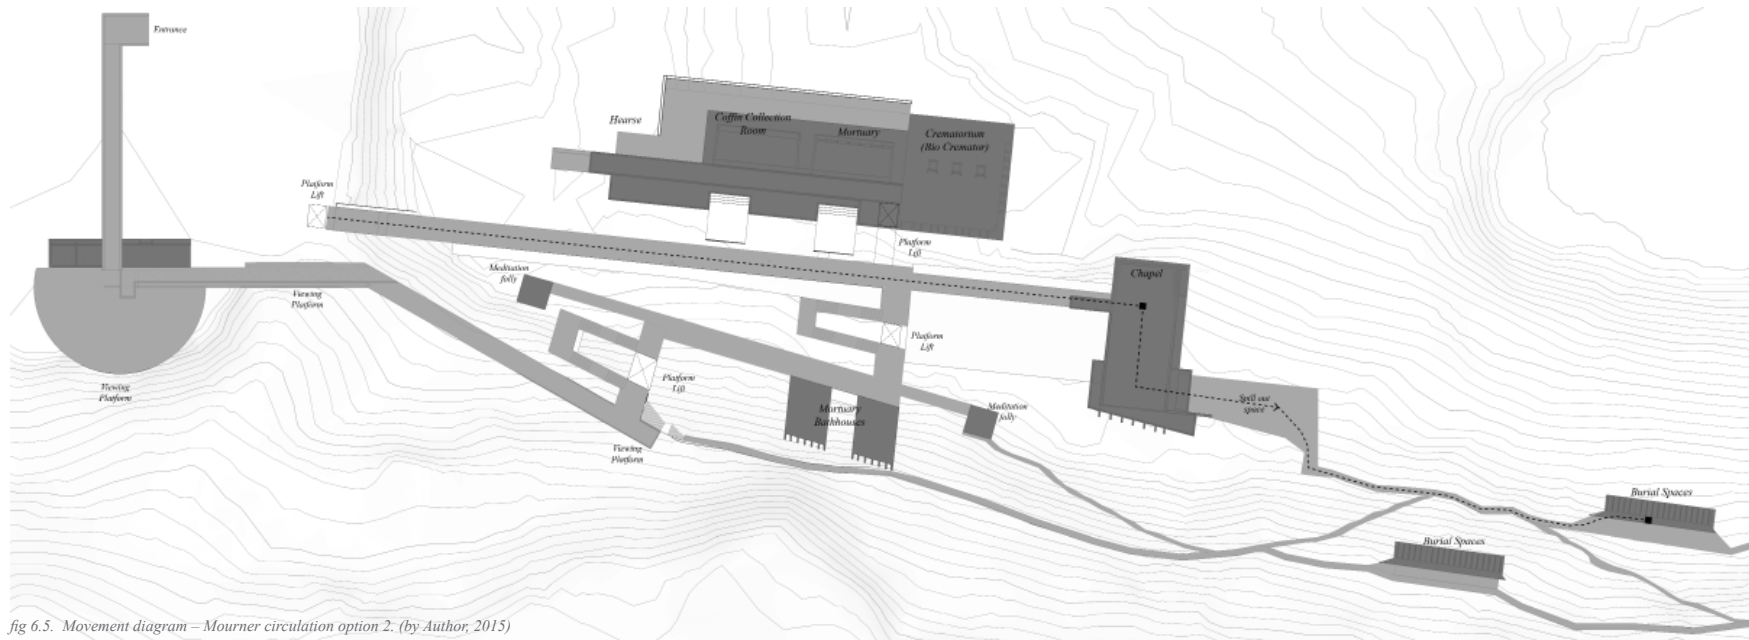 Entrance
Hearse
Coffin Collection
Room
Mortuary
Crematorium
(Bio Cremator)
Platform
Lift
Platform
Lift
Meditation
folly
Chapel
Viewing
Platform
Platform
Lift
Platform
Lift
Viewing
Platform
Mortuary
Bathhouses
Meditation
folly
Spill out
space
Viewing
Platform
Burial Spaces
Burial Spaces
fig 6.5.  Movement diagram – Mourner circulation option 2. (by Author, 2015)